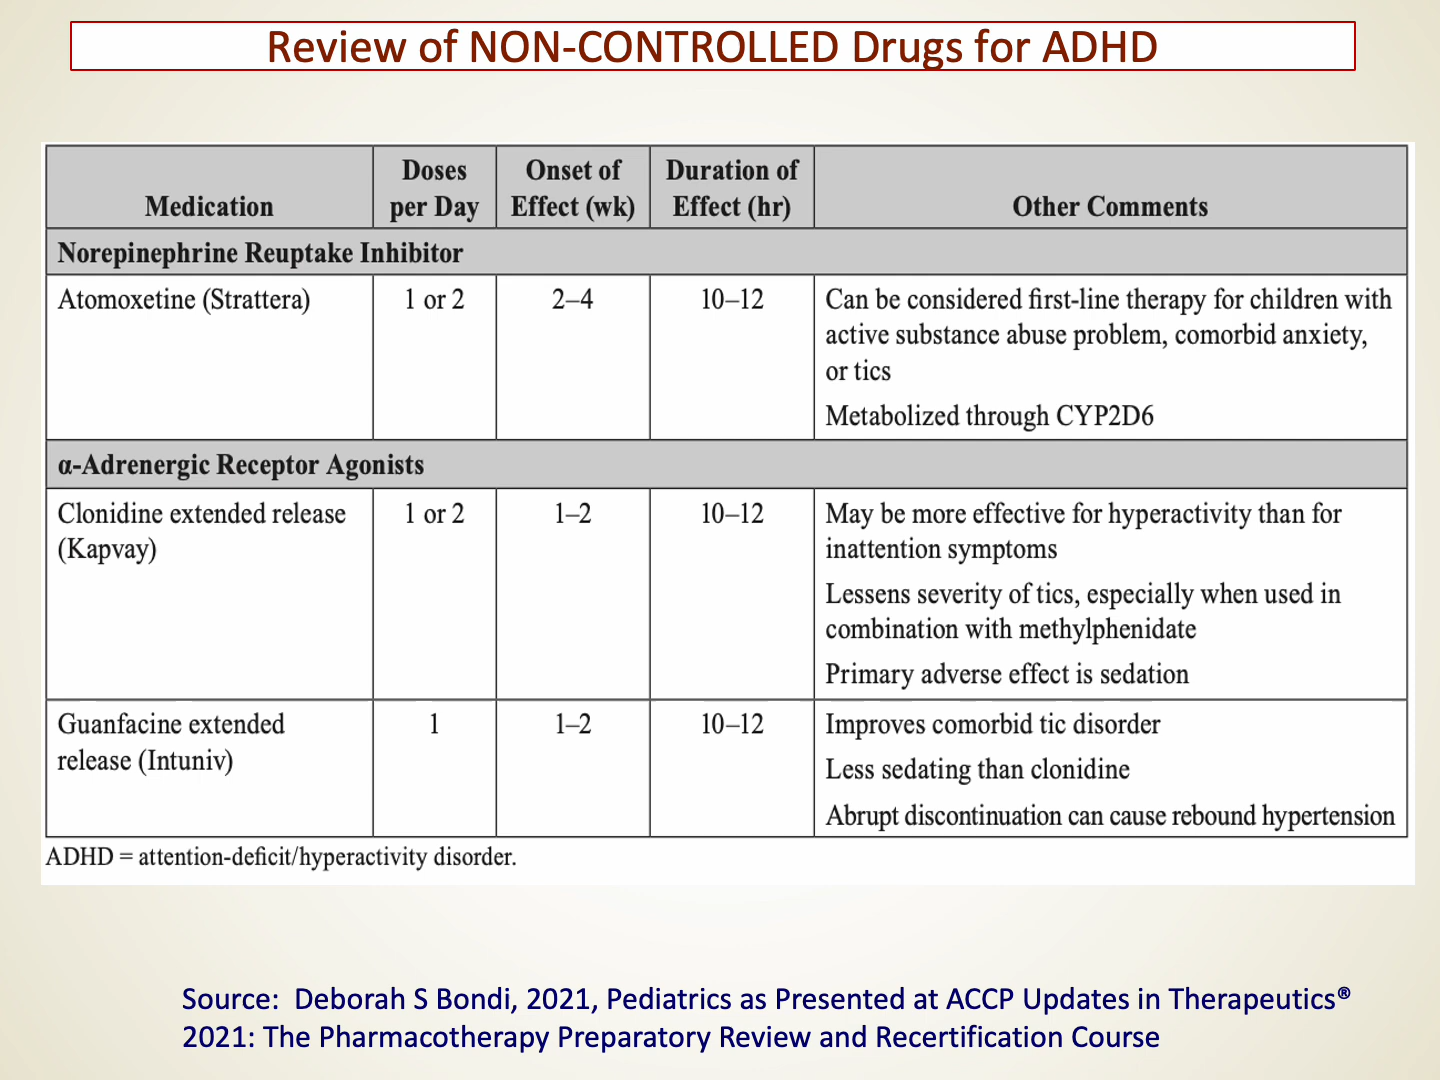 Review of NON-CONTROLLED Drugs for ADHD
Medication
Doses
per Day
Onset of
Effect (wk)
Duration of
Effect (hr)
Other Comments
Norepinephrine Reuptake Inhibitor
Atomoxetine (Strattera)
1 or 2
2–4
10–12
Can be considered first-line therapy for children with
active substance abuse problem, comorbid anxiety,
or tics
Metabolized through CYP2D6
α-Adrenergic Receptor Agonists
Clonidine extended release
(Kapvay)
1 or 2
1–2
10–12
May be more effective for hyperactivity than for
inattention symptoms
Lessens severity of tics, especially when used in
combination with methylphenidate
Primary adverse effect is sedation
Guanfacine extended
release (Intuniv)
1
1–2
10–12
Improves comorbid tic disorder
Less sedating than clonidine
Abrupt discontinuation can cause rebound hypertension
ADHD = attention-deficit/hyperactivity disorder.
Source:  Deborah S Bondi, 2021, Pediatrics as Presented at ACCP Updates in Therapeutics®
2021: The Pharmacotherapy Preparatory Review and Recertification Course